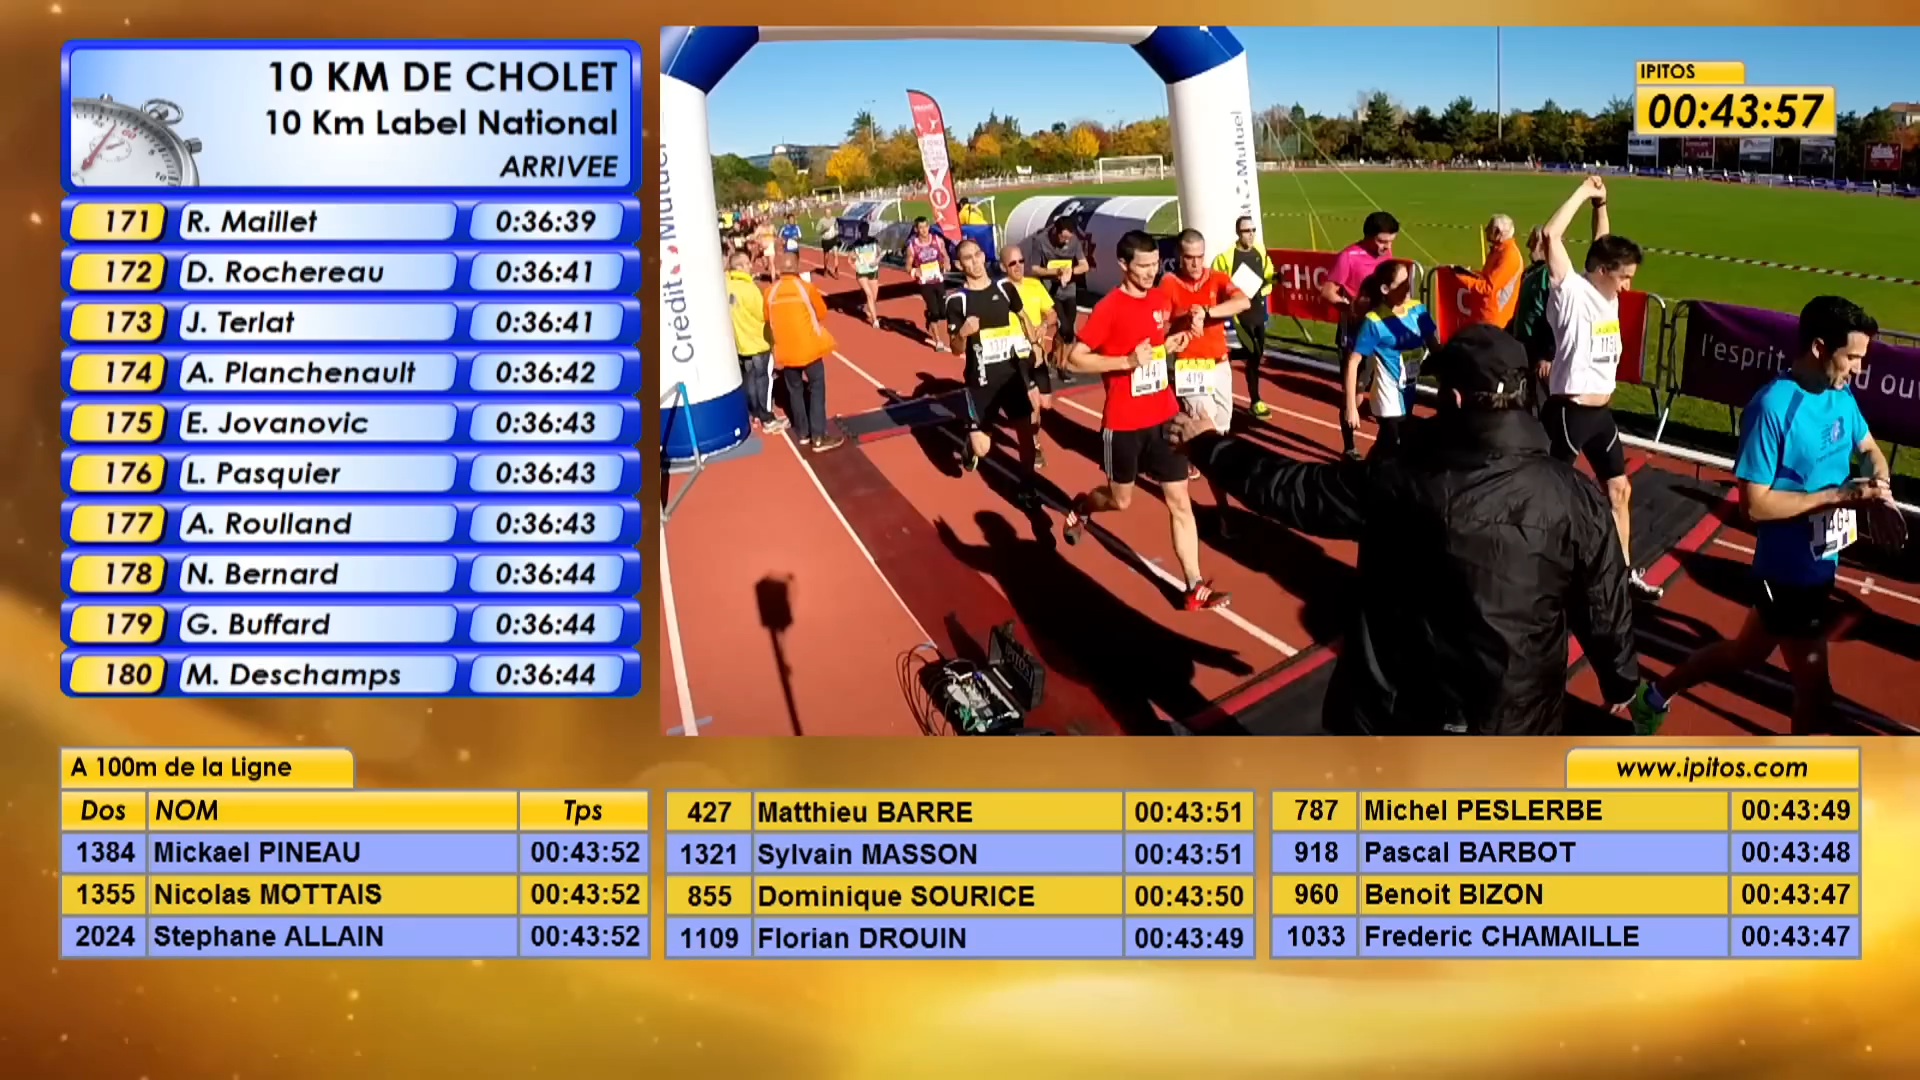 10 KM DE CHOLET
10 Km Label National
ARRIVEE
171 R. Maillet 0:36:39
172 D. Rochereau 0:36:41
173 J. Terlat 0:36:41
174 A. Planchenault 0:36:42
175 E. Jovanovic 0:36:43
176 L. Pasquier 0:36:43
177 A. Roulland 0:36:43
178 N. Bernard 0:36:44
179 G. Buffard 0:36:44
180 M. Deschamps 0:36:44
IPITOS
00:43:57
Crédit Mutuel
Mutuel
CHO
l'esprit
d ou
419
IPITOS
A 100m de la Ligne
www.ipitos.com
Dos NOM Tps
1384 Mickael PINEAU 00:43:52
1355 Nicolas MOTTAIS 00:43:52
2024 Stephane ALLAIN 00:43:52
427 Matthieu BARRE 00:43:51
1321 Sylvain MASSON 00:43:51
855 Dominique SOURICE 00:43:50
1109 Florian DROUIN 00:43:49
787 Michel PESLERBE 00:43:49
918 Pascal BARBOT 00:43:48
960 Benoit BIZON 00:43:47
1033 Frederic CHAMAILLE 00:43:47